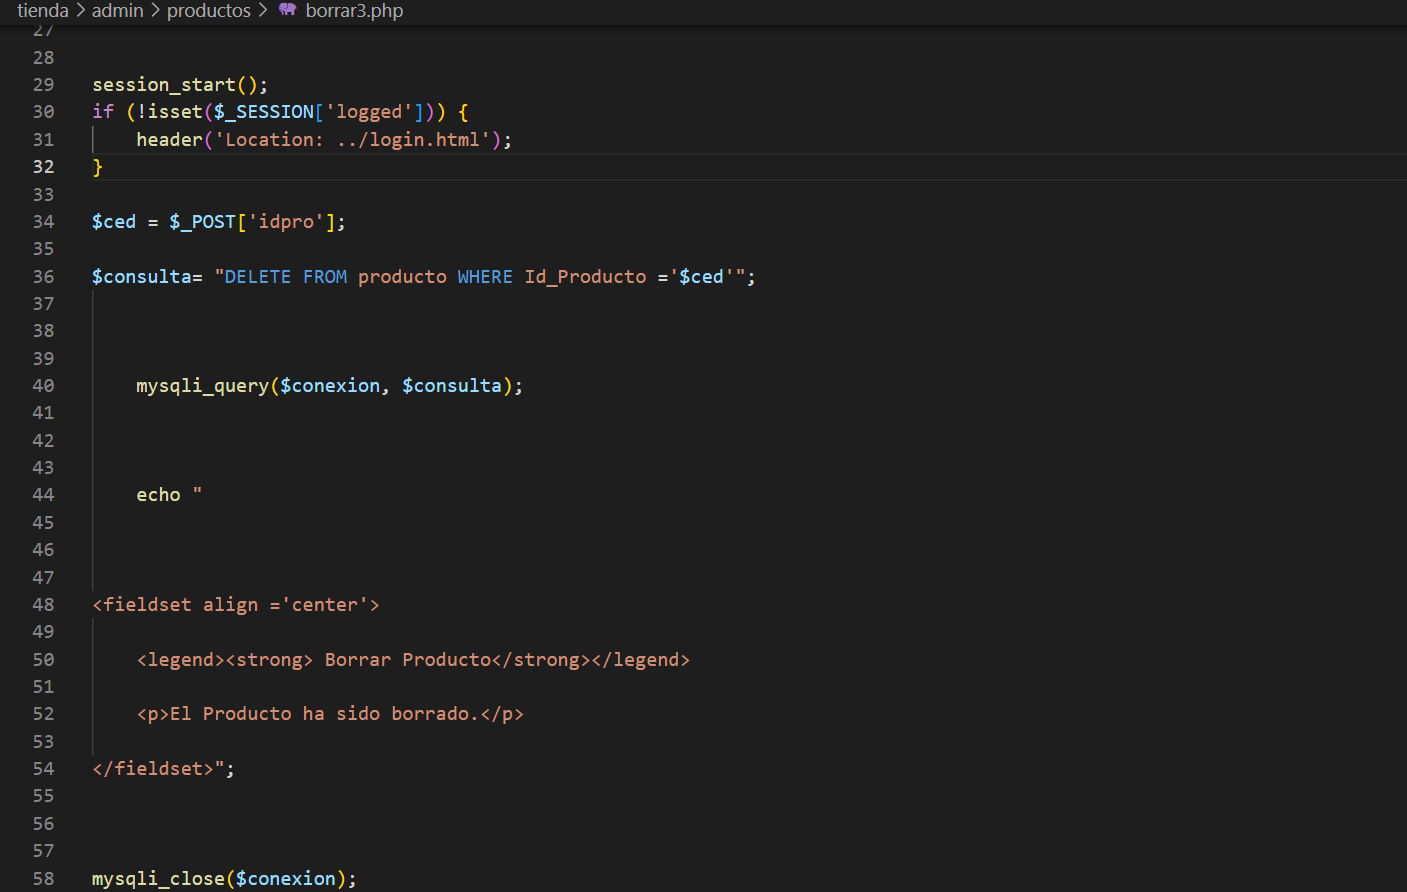 tienda > admin > productos > borrar3.php
27
28
29 session_start();
30 if (!isset($_SESSION['logged'])) {
31     header('Location: ../login.html');
32 }
33
34 $ced = $_POST['idpro'];
35
36 $consulta= "DELETE FROM producto WHERE Id_Producto ='$ced'";
37
38
39
40     mysqli_query($conexion, $consulta);
41
42
43
44     echo "
45
46
47
48 <fieldset align ='center'>
49
50     <legend><strong> Borrar Producto</strong></legend>
51
52     <p>El Producto ha sido borrado.</p>
53
54 </fieldset>";
55
56
57
58 mysqli_close($conexion);